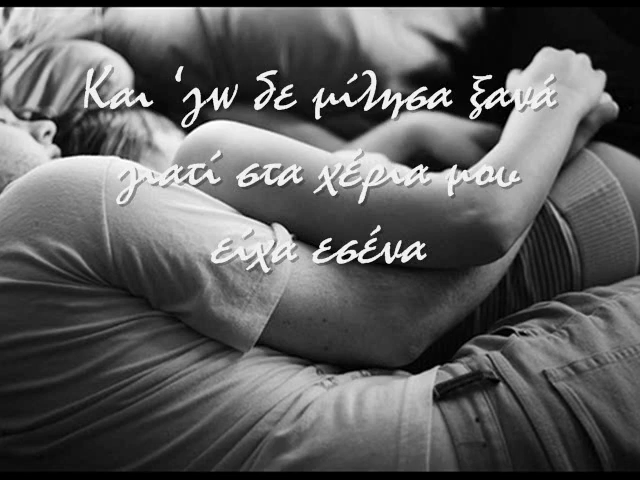 Και 'γω δε μίλησα ξανά
γιατί στα χέρια μου
είχα εσένα